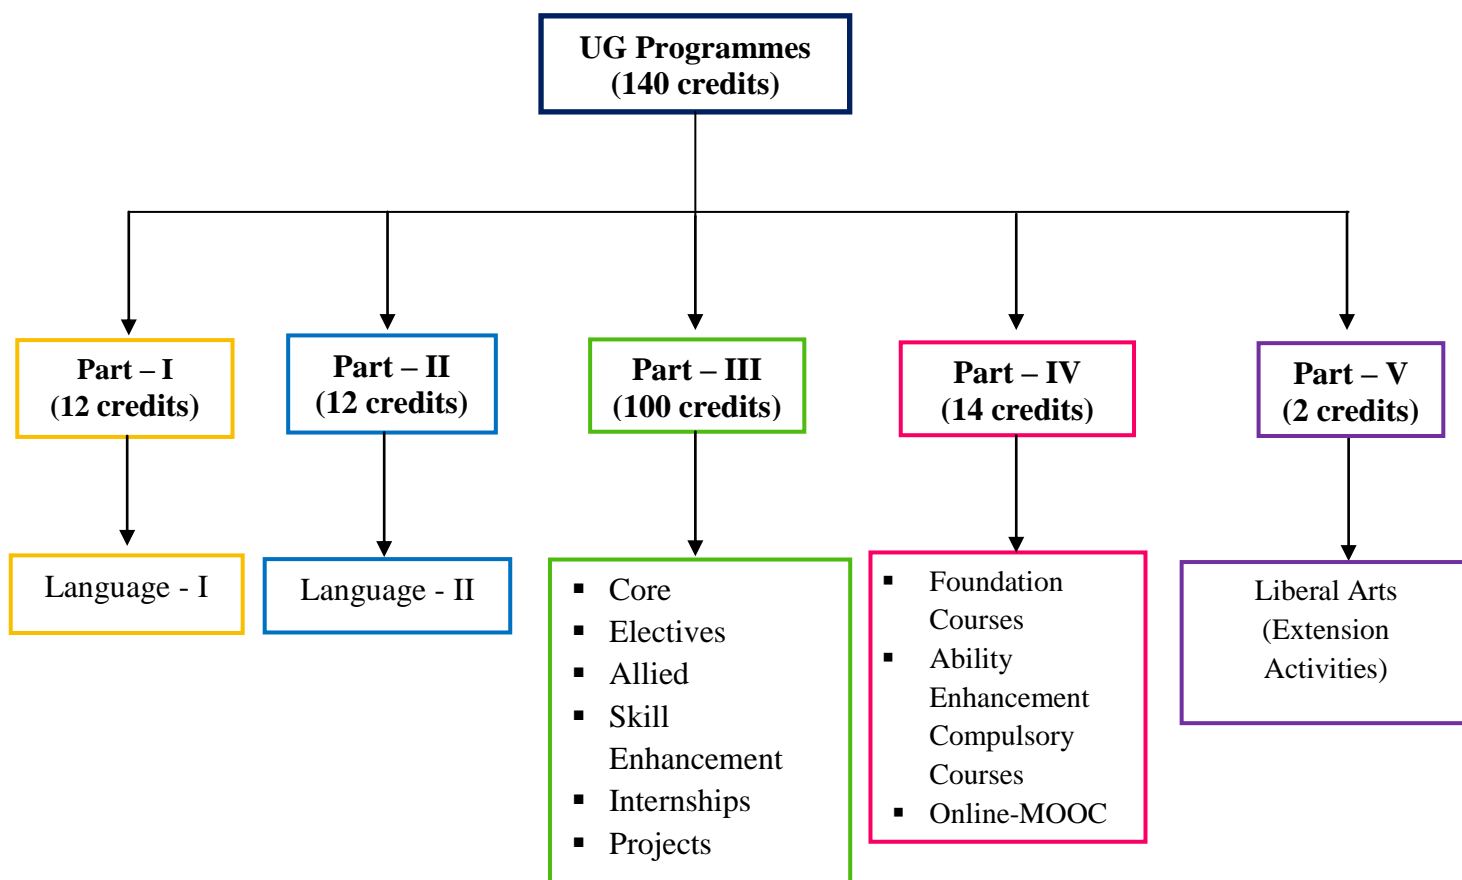 UG Programmes
(140 credits)
Part – I
(12 credits)
Part – II
(12 credits)
Part – III
(100 credits)
Part – IV
(14 credits)
Part – V
(2 credits)
Language - I
Language - II
▪ Core
▪ Electives
▪ Allied
▪ Skill
Enhancement
▪ Internships
▪ Projects
▪ Foundation
Courses
▪ Ability
Enhancement
Compulsory
Courses
▪ Online-MOOC
Liberal Arts
(Extension
Activities)